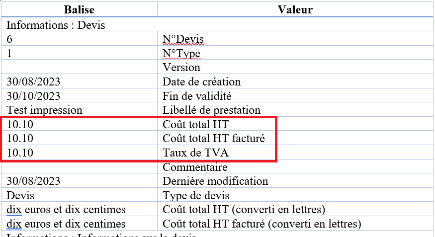 Balise Valeur
Informations : Devis
6 N°Devis
1 N°Type
Version
30/08/2023 Date de création
30/10/2023 Fin de validité
Test impression Libellé de prestation
10.10 Coût total HT
10.10 Coût total HT facturé
10.10 Taux de TVA
Commentaire
30/08/2023 Dernière modification
Devis Type de devis
dix euros et dix centimes Coût total HT (converti en lettres)
dix euros et dix centimes Coût total HT facturé (converti en lettres)
Informations : Informations sur le devis